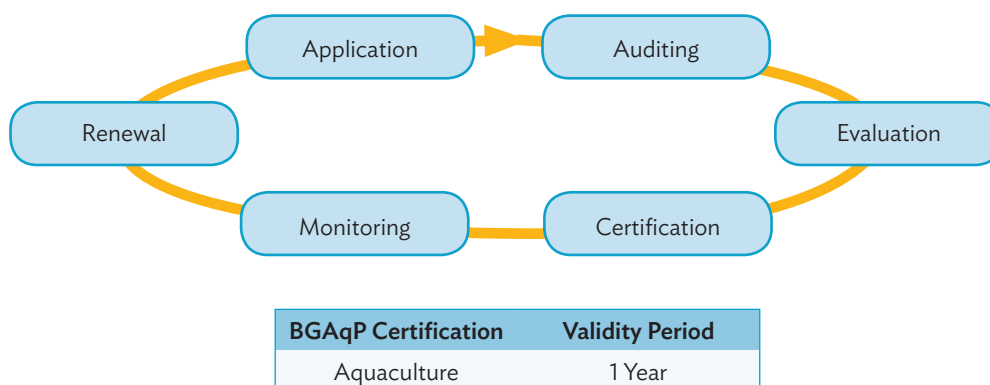 Application
Auditing
Renewal
Evaluation
Monitoring
Certification
BGAqP Certification Validity Period
Aquaculture 1 Year